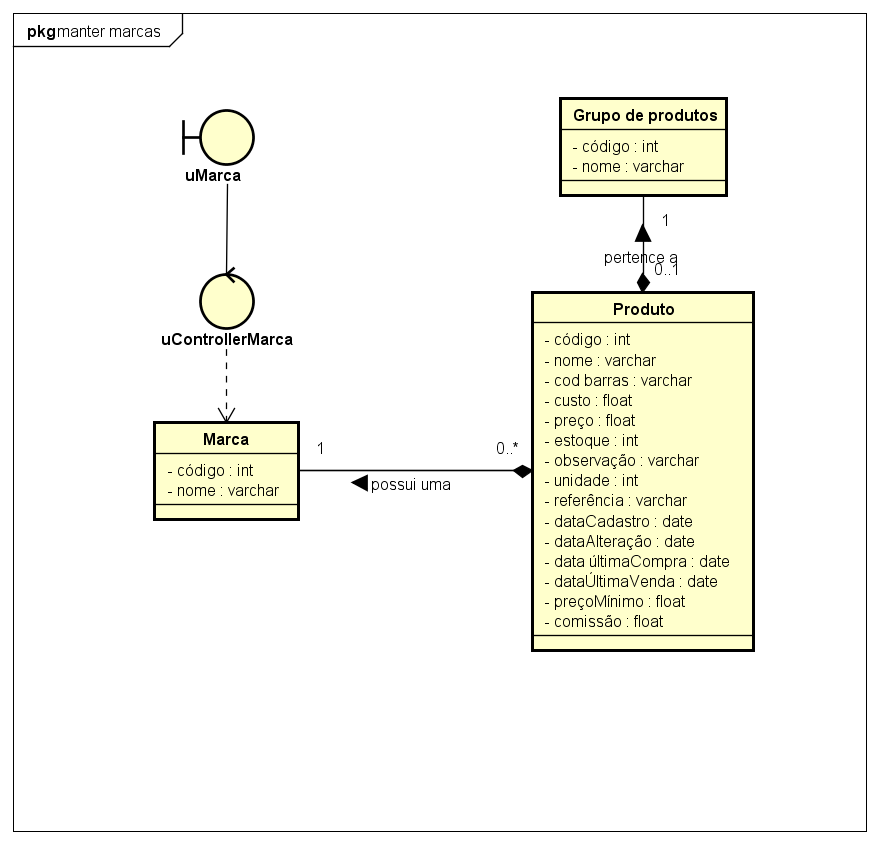 pkg manter marcas
uMarca
uControllerMarca
Marca
- código : int
- nome : varchar
1
0..*
possui uma
Grupo de produtos
- código : int
- nome : varchar
1
pertence a
0..1
Produto
- código : int
- nome : varchar
- cod barras : varchar
- custo : float
- preço : float
- estoque : int
- observação : varchar
- unidade : int
- referência : varchar
- dataCadastro : date
- dataAlteração : date
- data últimaCompra : date
- dataÚltimaVenda : date
- preçoMínimo : float
- comissão : float